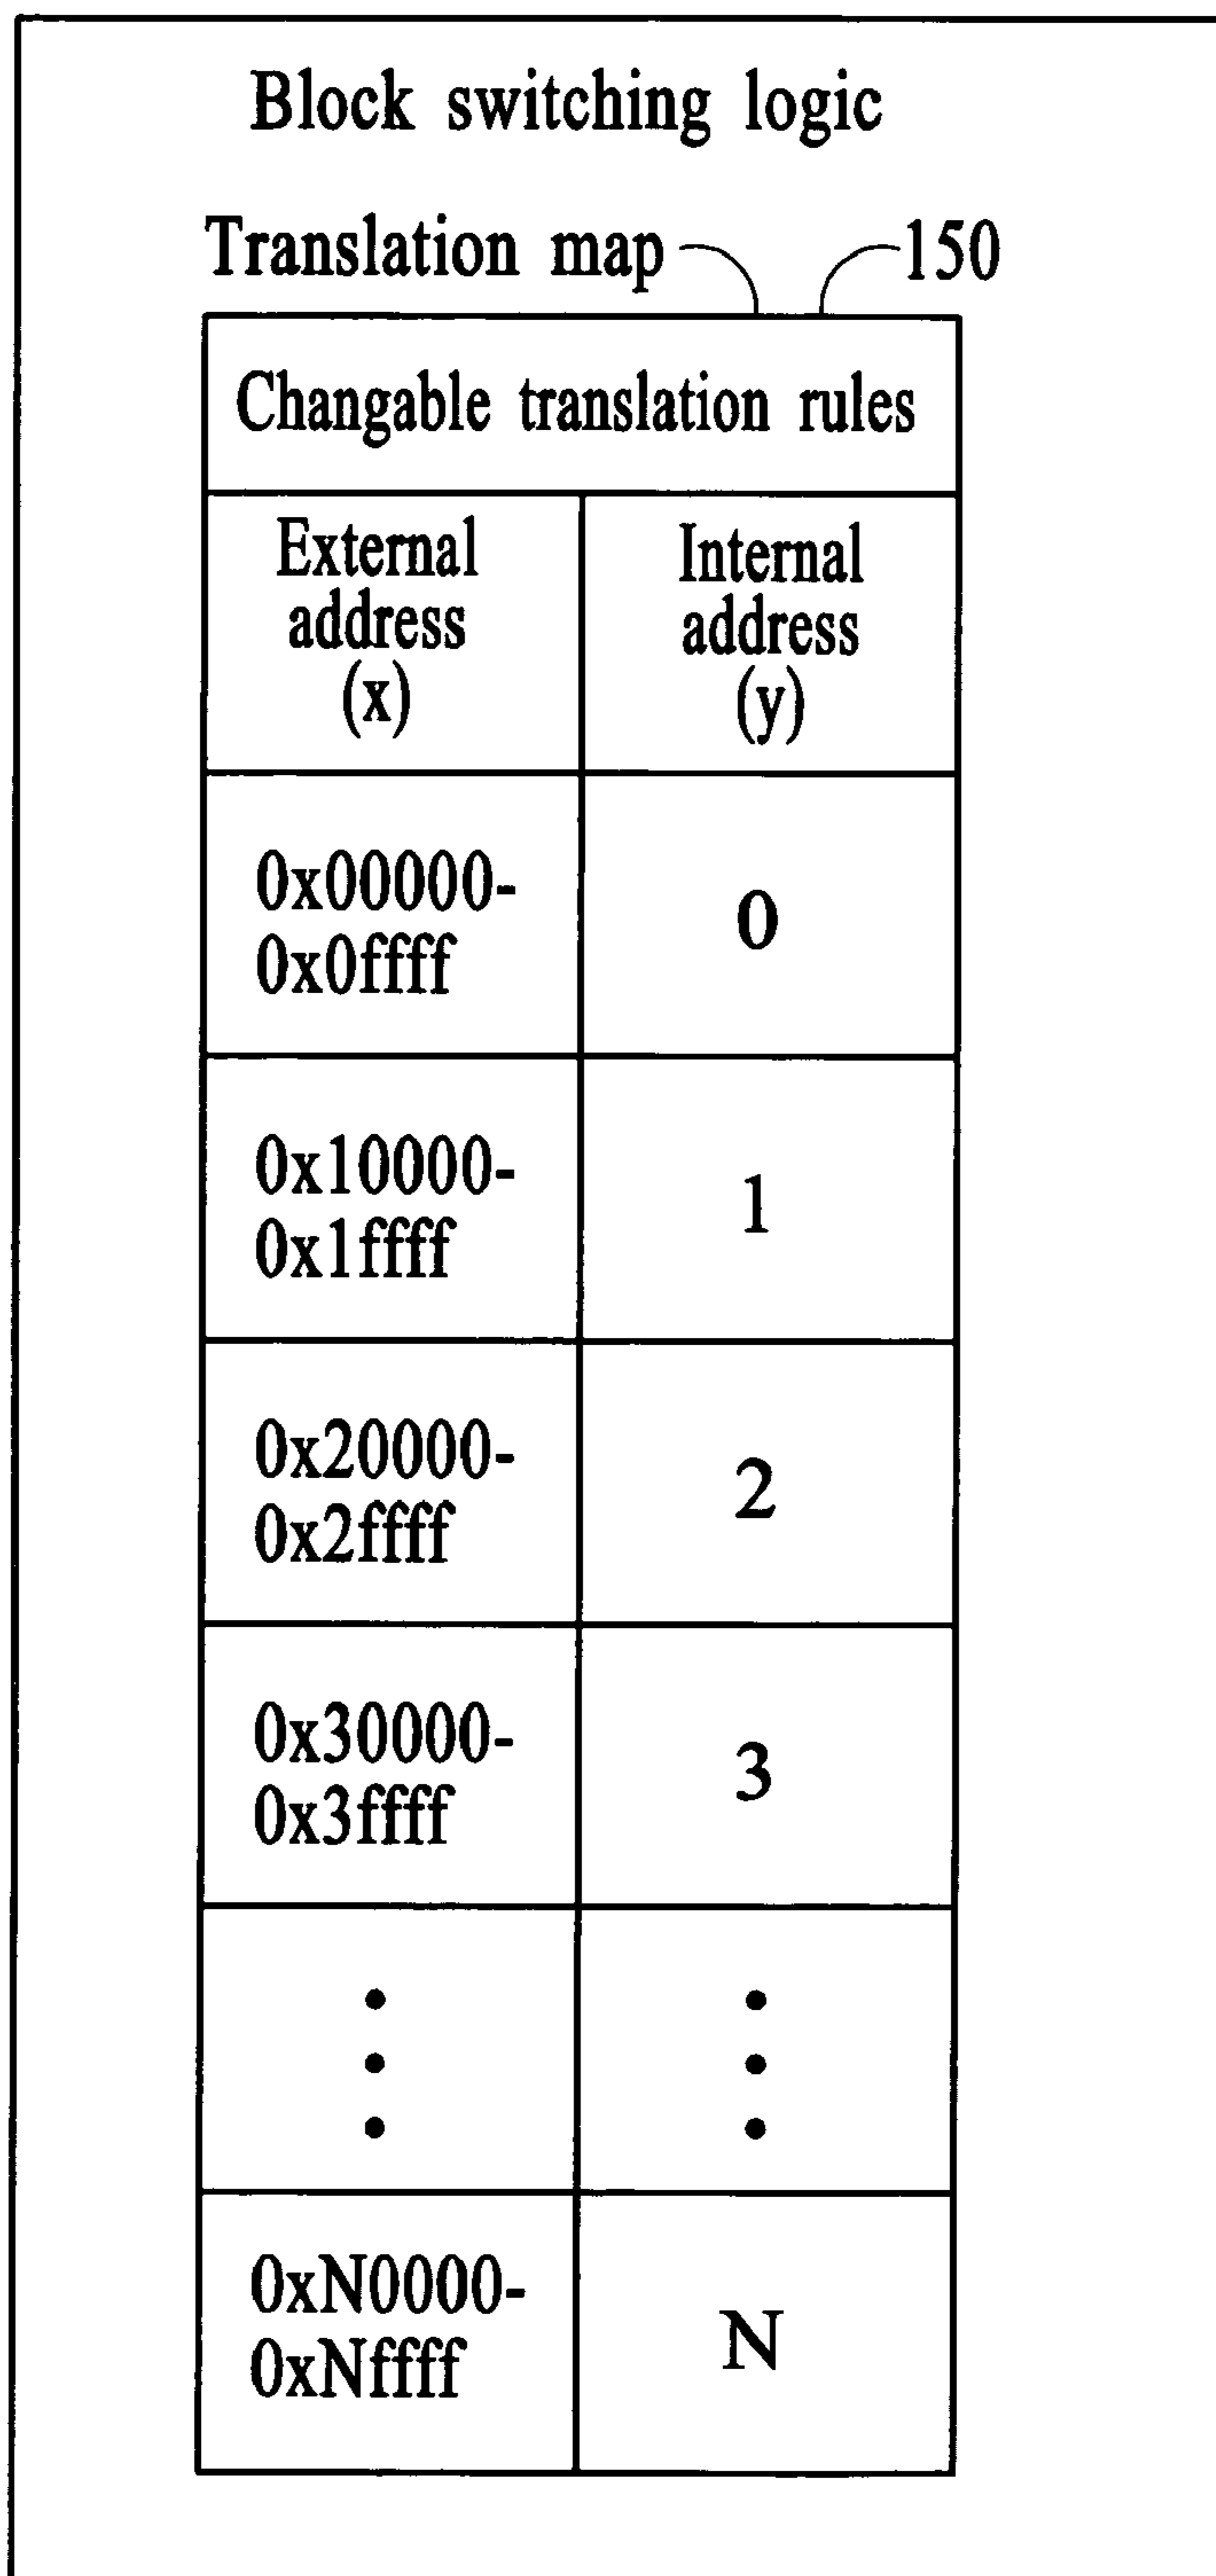 Block switching logic
Translation map 150
Changable translation rules
External
address
(x)
Internal
address
(y)
0x00000-
0x0ffff
0
0x10000-
0x1ffff
1
0x20000-
0x2ffff
2
0x30000-
0x3ffff
3
0xN0000-
0xNffff
N